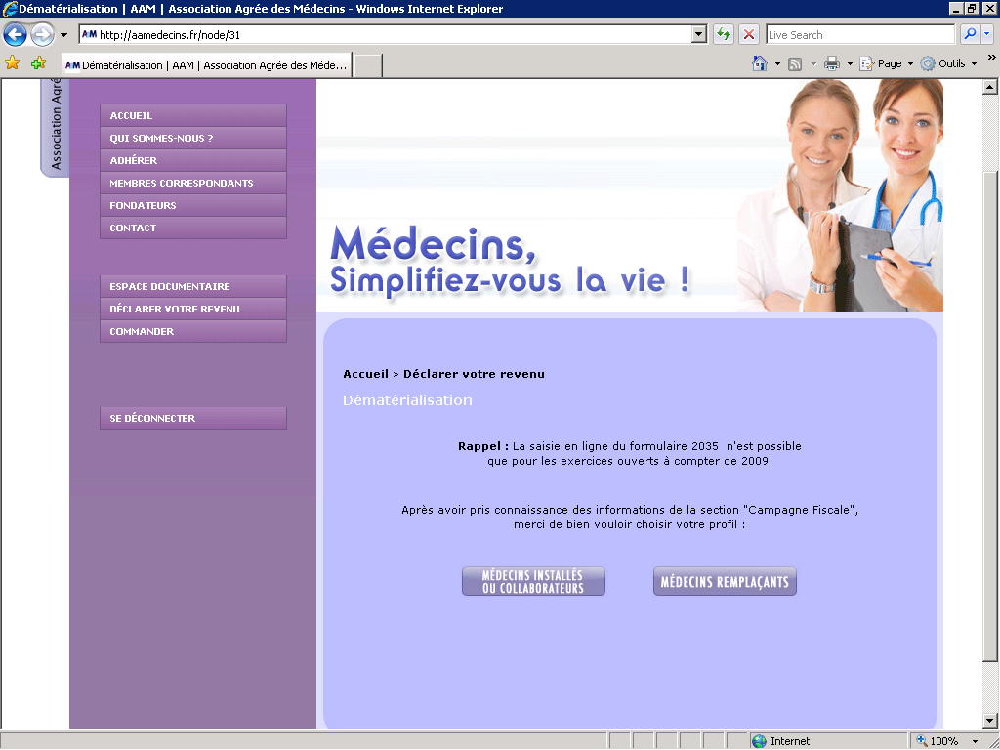 Dématérialisation | AAM | Association Agréée des Médecins - Windows Internet Explorer
AM http://aamedecins.fr/node/31
Live Search
AM Dématérialisation | AAM | Association Agréée des Méde...
Page
Outils
Association Agré
ACCUEIL
QUI SOMMES-NOUS ?
ADHÉRER
MEMBRES CORRESPONDANTS
FONDATEURS
CONTACT
ESPACE DOCUMENTAIRE
DÉCLARER VOTRE REVENU
COMMANDER
SE DÉCONNECTER
Médecins,
Simplifiez-vous la vie !
Accueil » Déclarer votre revenu
Dématérialisation
Rappel : La saisie en ligne du formulaire 2035 n'est possible
que pour les exercices ouverts à compter de 2009.
Après avoir pris connaissance des informations de la section "Campagne Fiscale",
merci de bien vouloir choisir votre profil :
MÉDECINS INSTALLÉS
OU COLLABORATEURS
MÉDECINS REMPLAÇANTS
Internet
100%